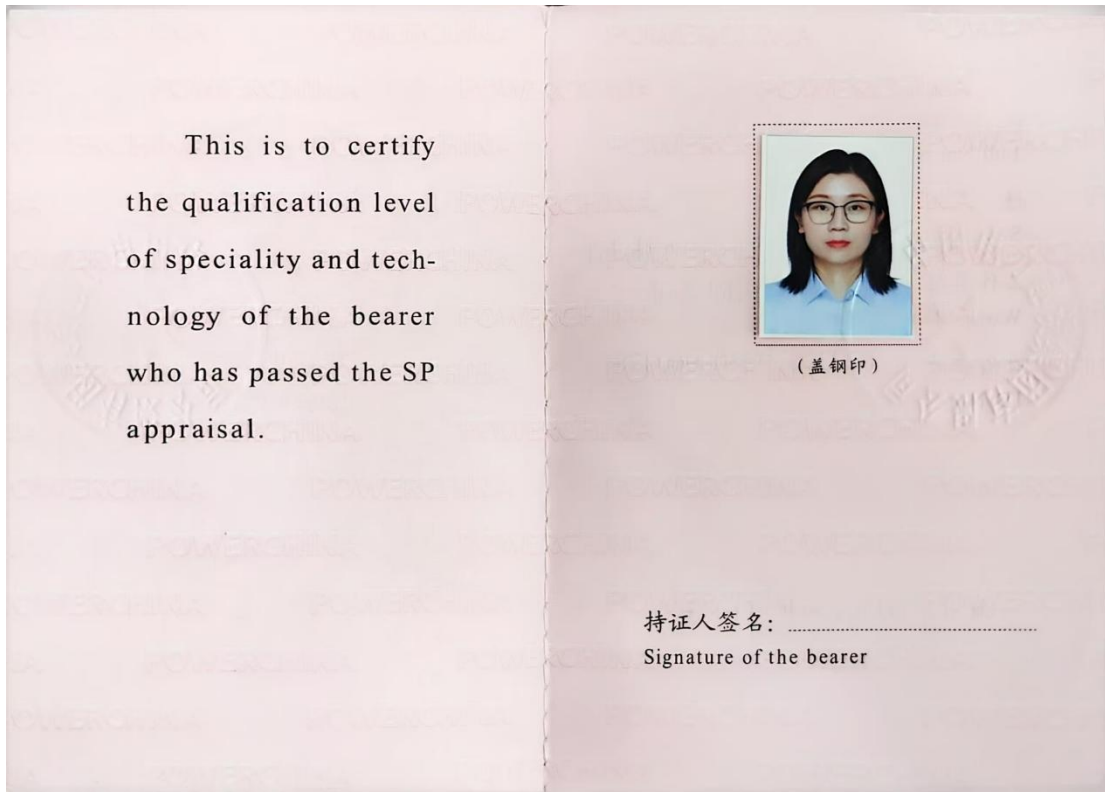 This is to certify
the qualification level
of speciality and tech-
nology of the bearer
who has passed the SP
appraisal.
(盖钢印)
持证人签名：
Signature of the bearer